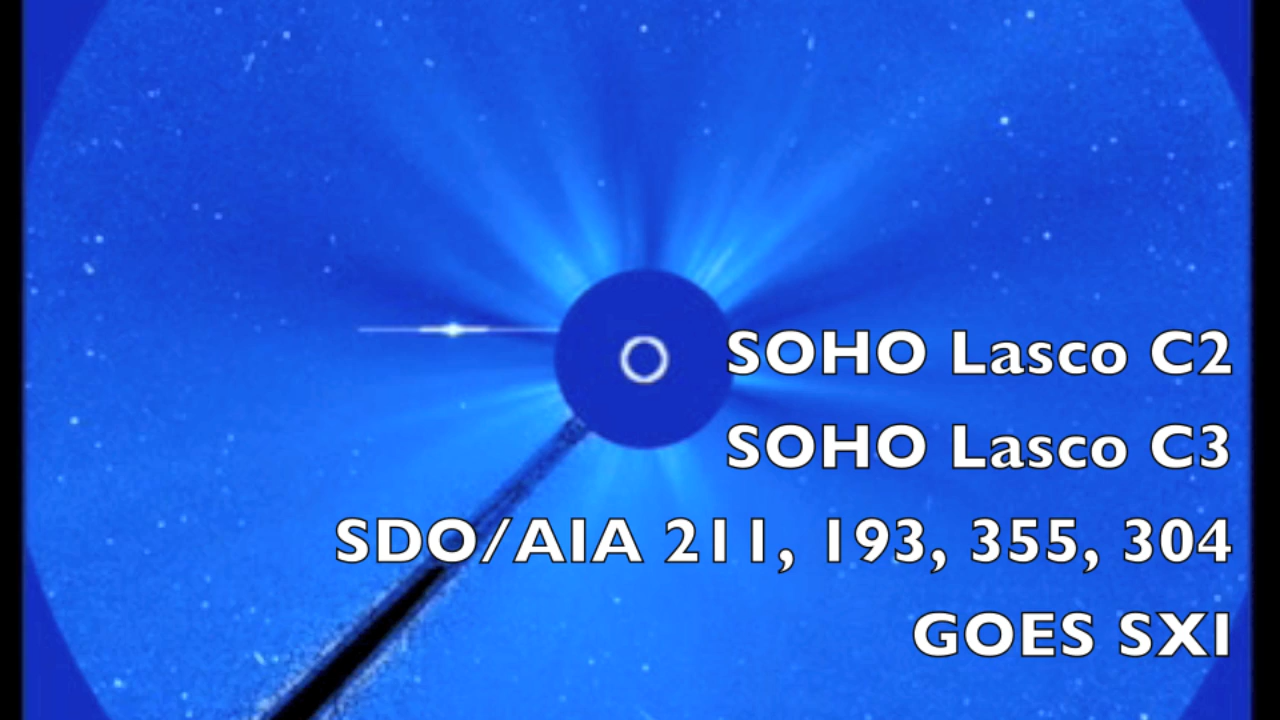 SOHO Lasco C2
SOHO Lasco C3
SDO/AIA 211, 193, 355, 304
GOES SXI